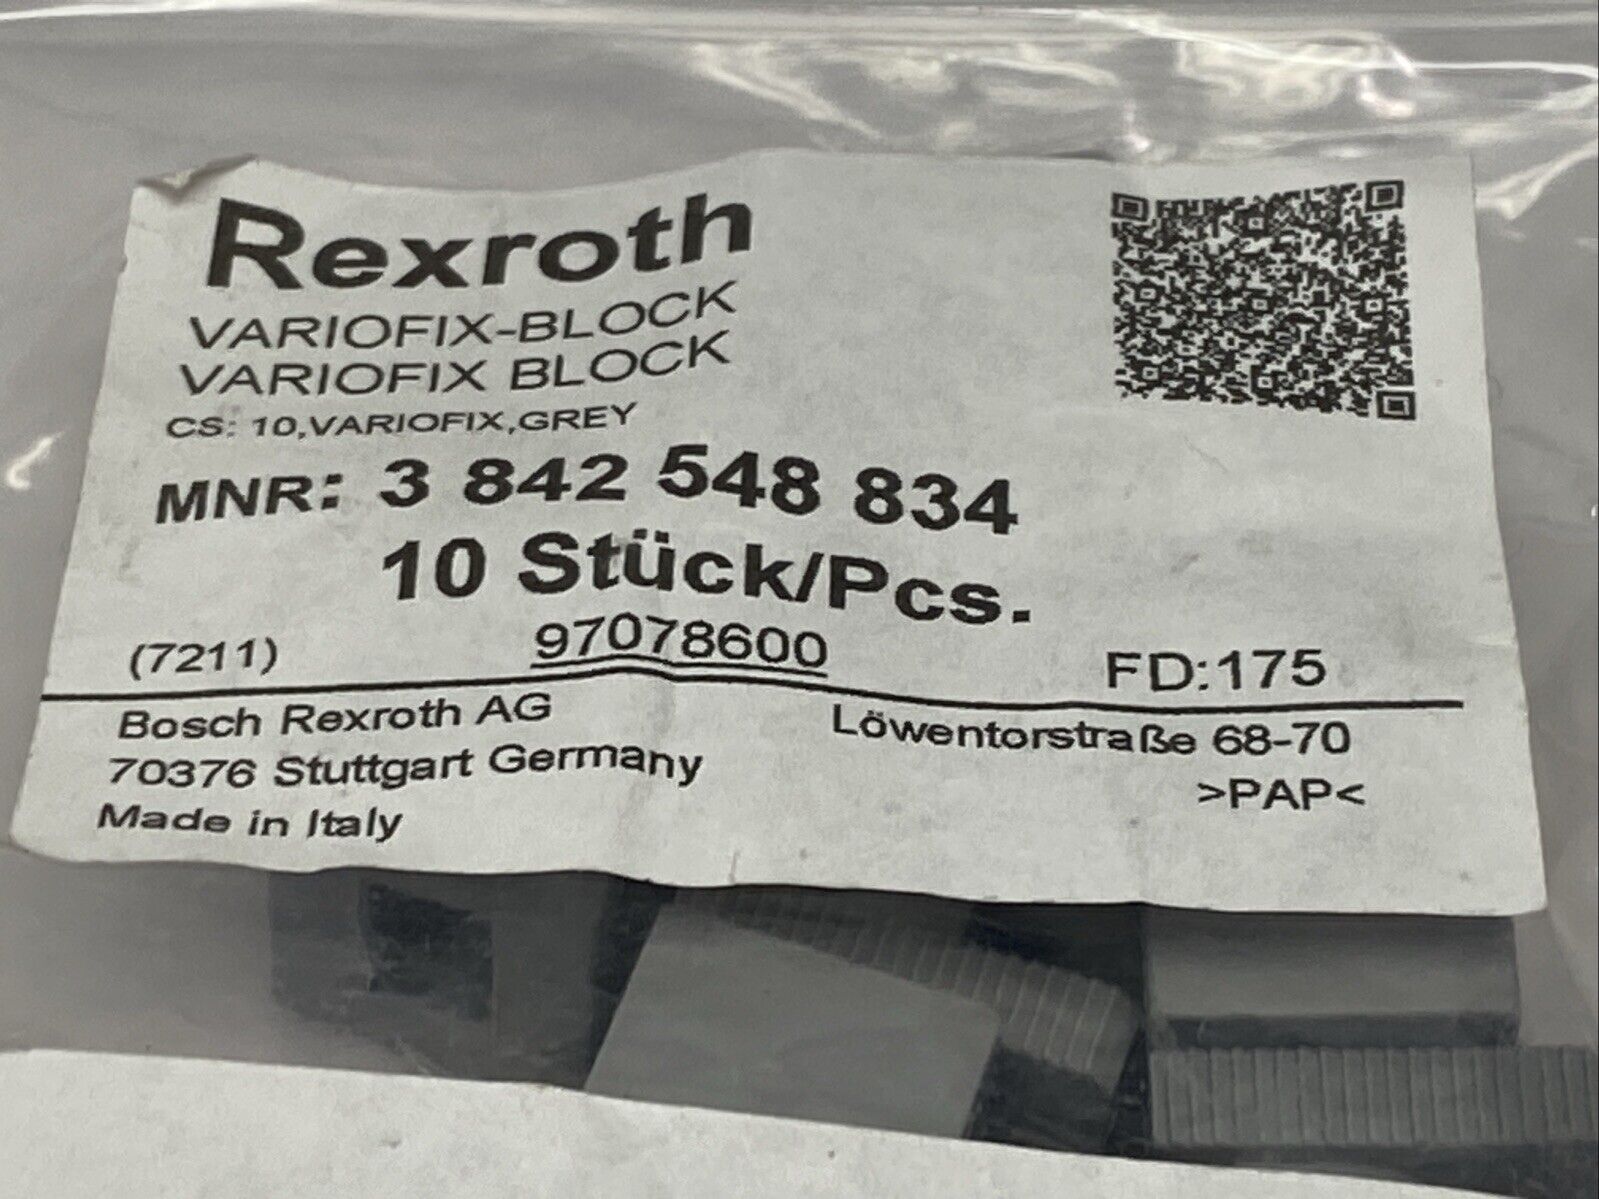 Rexroth
VARIOFIX-BLOCK
VARIOFIX BLOCK
CS: 10,VARIOFIX,GREY
MNR: 3 842 548 834
10 Stück/Pcs.
(7211) 97078600 FD:175
Bosch Rexroth AG Löwentorstraße 68-70
70376 Stuttgart Germany >PAP<
Made in Italy